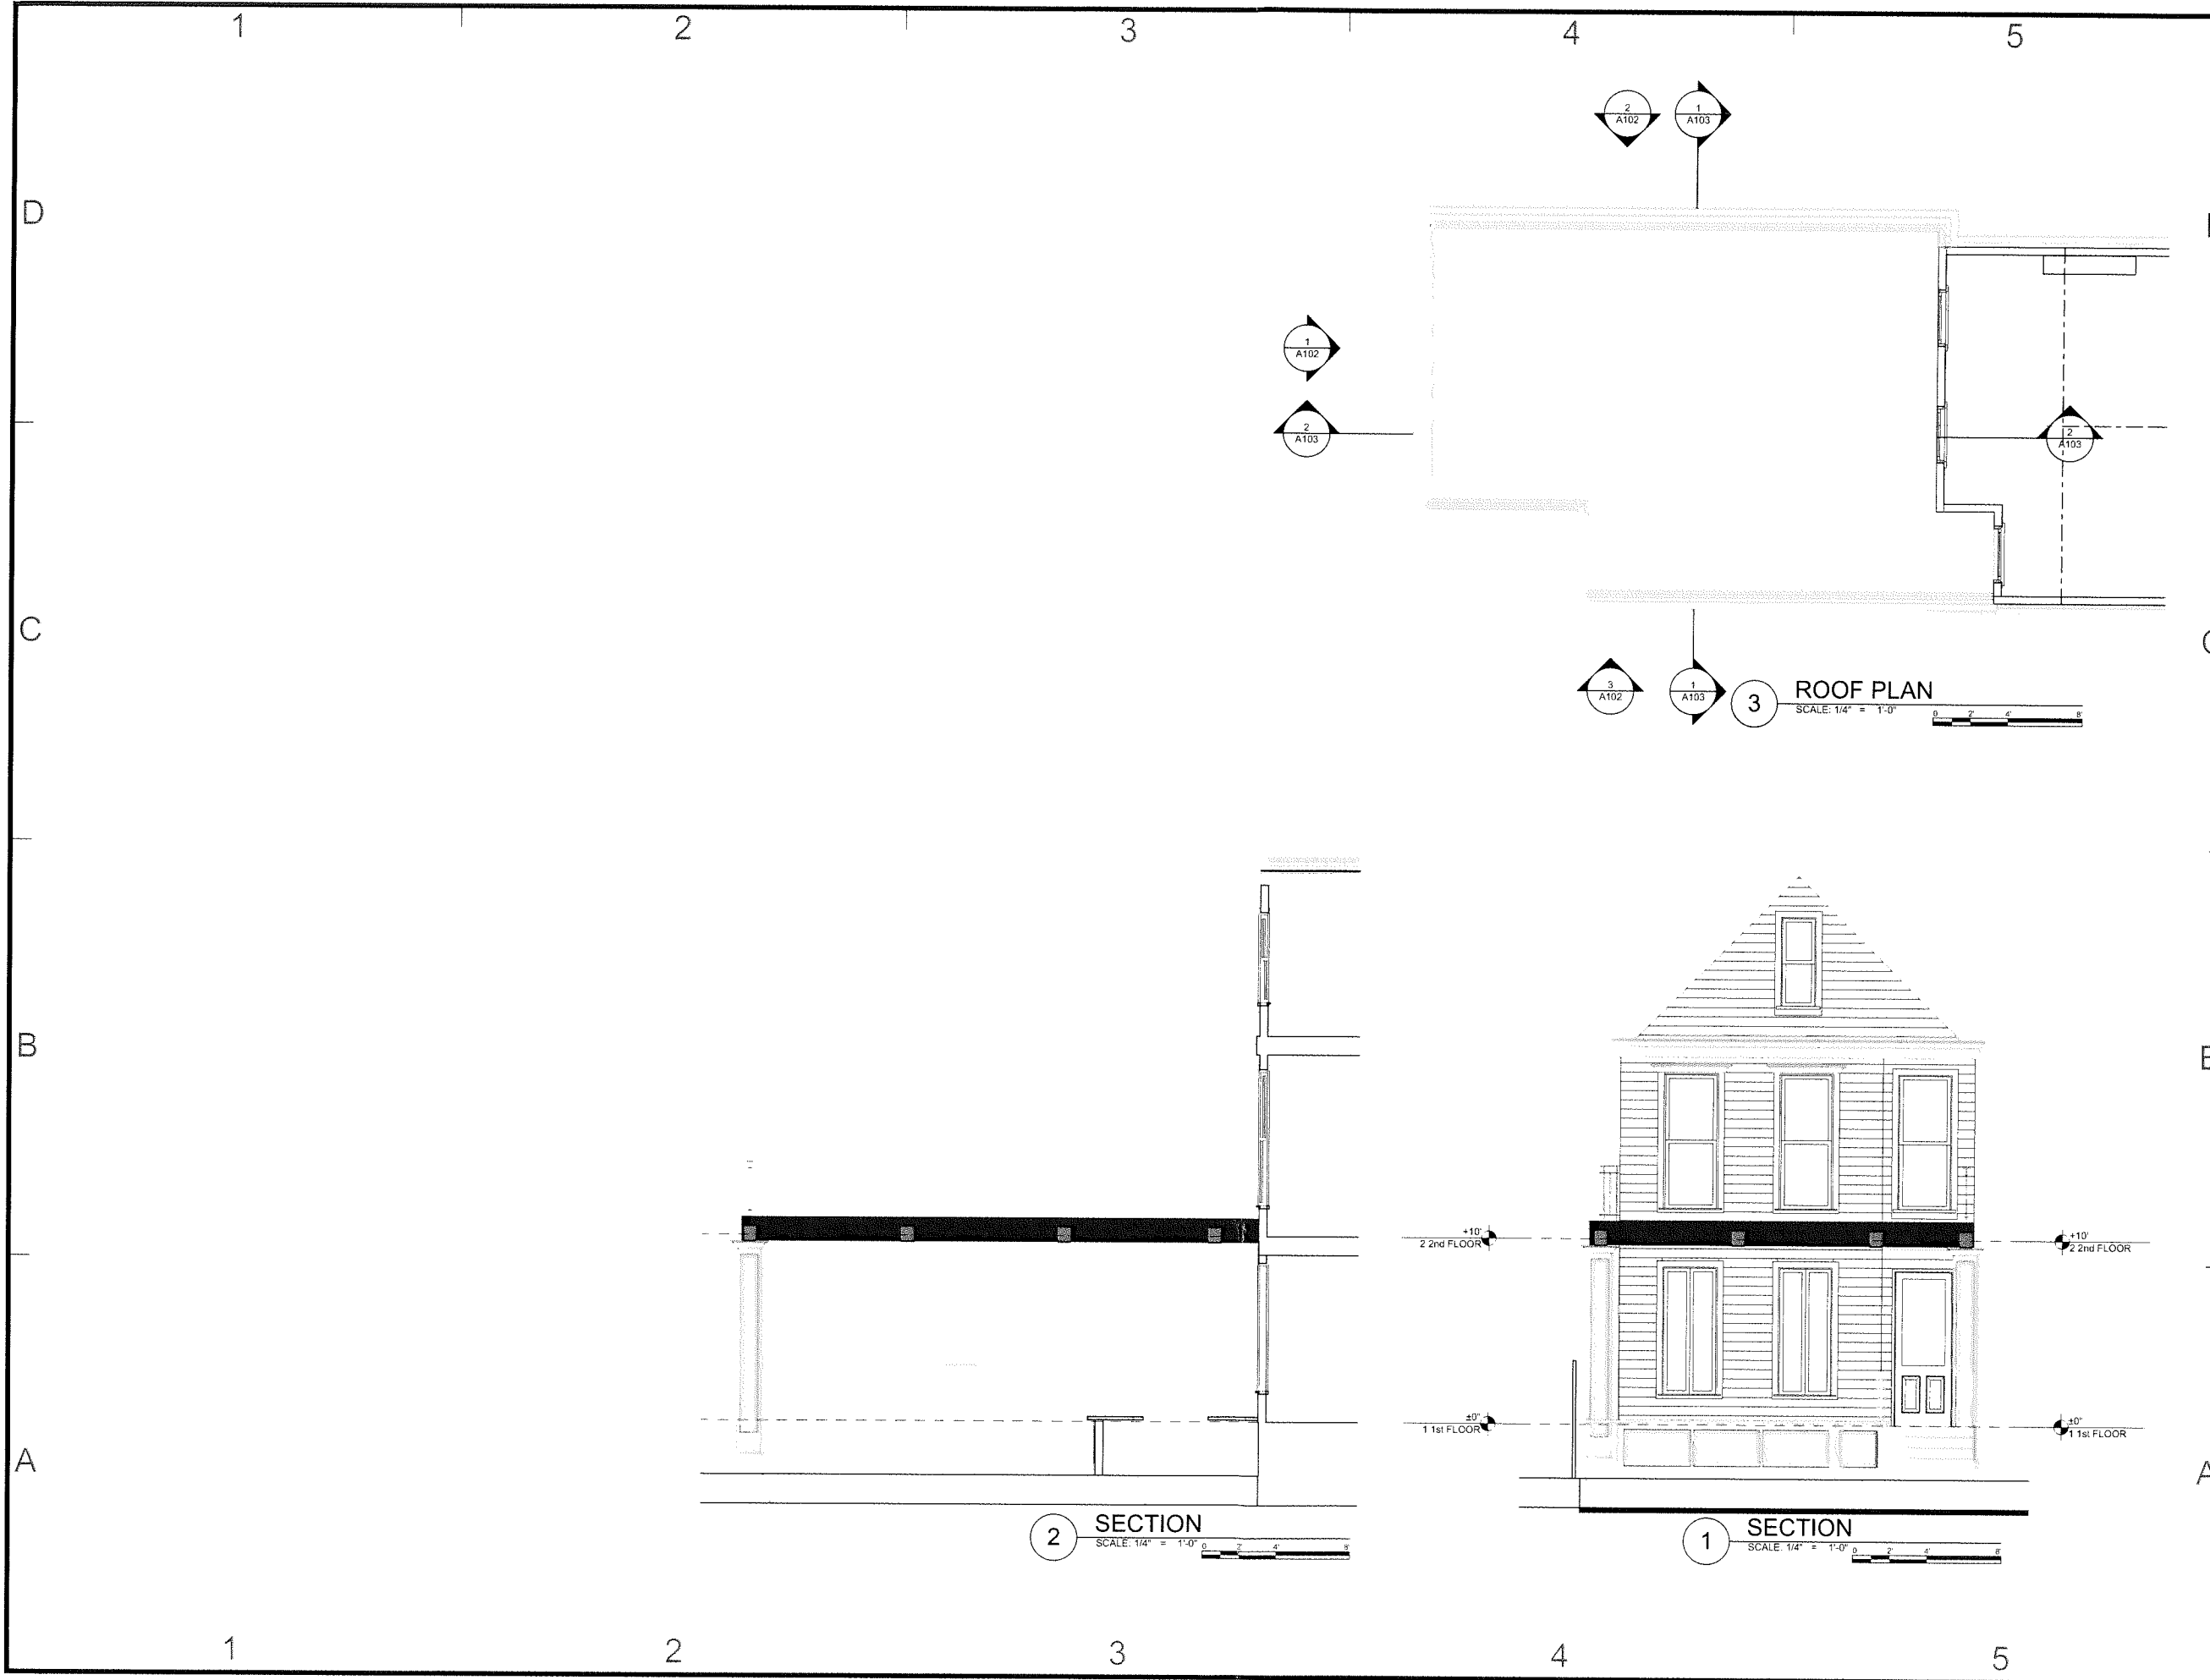 1 2 3 4 5
2
A102
1
A103
D
1
A102
2
A103
2
A103
C
3
A102
1
A103
3
ROOF PLAN
SCALE: 1/4" = 1'-0"
0 2' 4' 8'
B
+10'
2 2nd FLOOR
+10'
2 2nd FLOOR
±0"
1 1st FLOOR
±0"
1 1st FLOOR
A
2
SECTION
SCALE: 1/4" = 1'-0"
0 2' 4' 8'
1
SECTION
SCALE: 1/4" = 1'-0"
0 2' 4' 8'
1 2 3 4 5